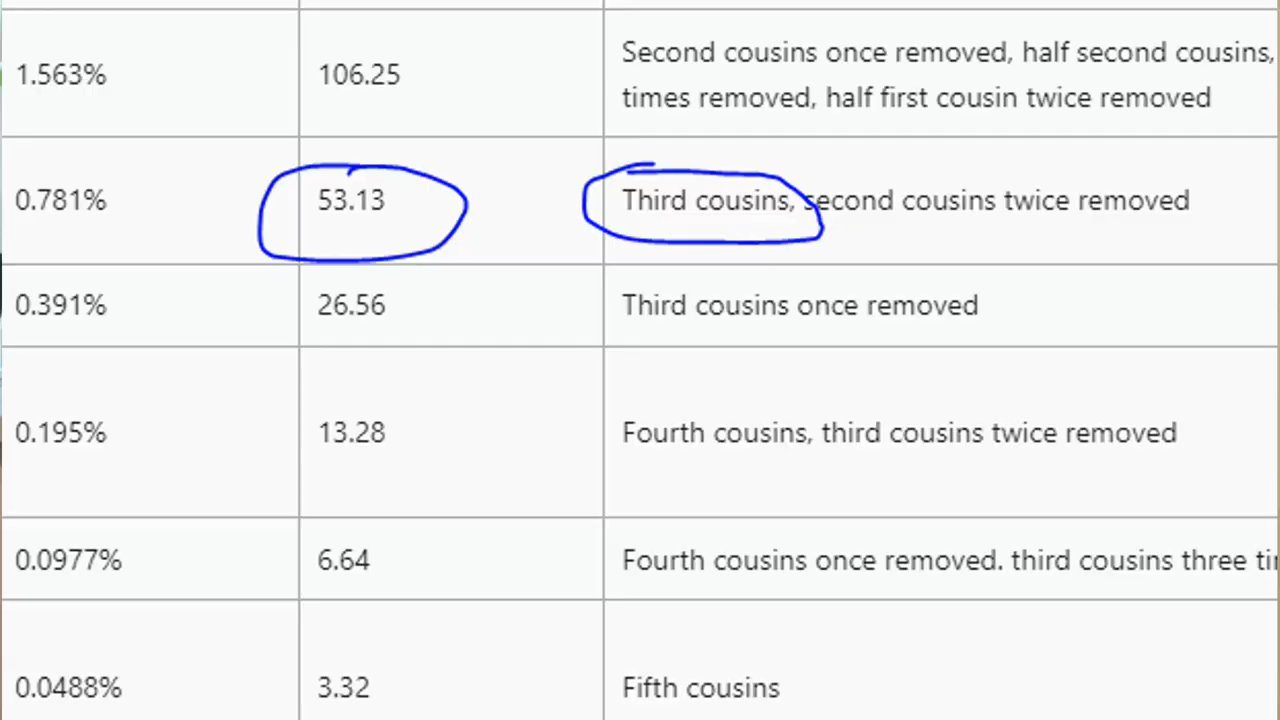 1.563% 106.25 Second cousins once removed, half second cousins,
times removed, half first cousin twice removed
0.781% 53.13 Third cousins, second cousins twice removed
0.391% 26.56 Third cousins once removed
0.195% 13.28 Fourth cousins, third cousins twice removed
0.0977% 6.64 Fourth cousins once removed. third cousins three
0.0488% 3.32 Fifth cousins